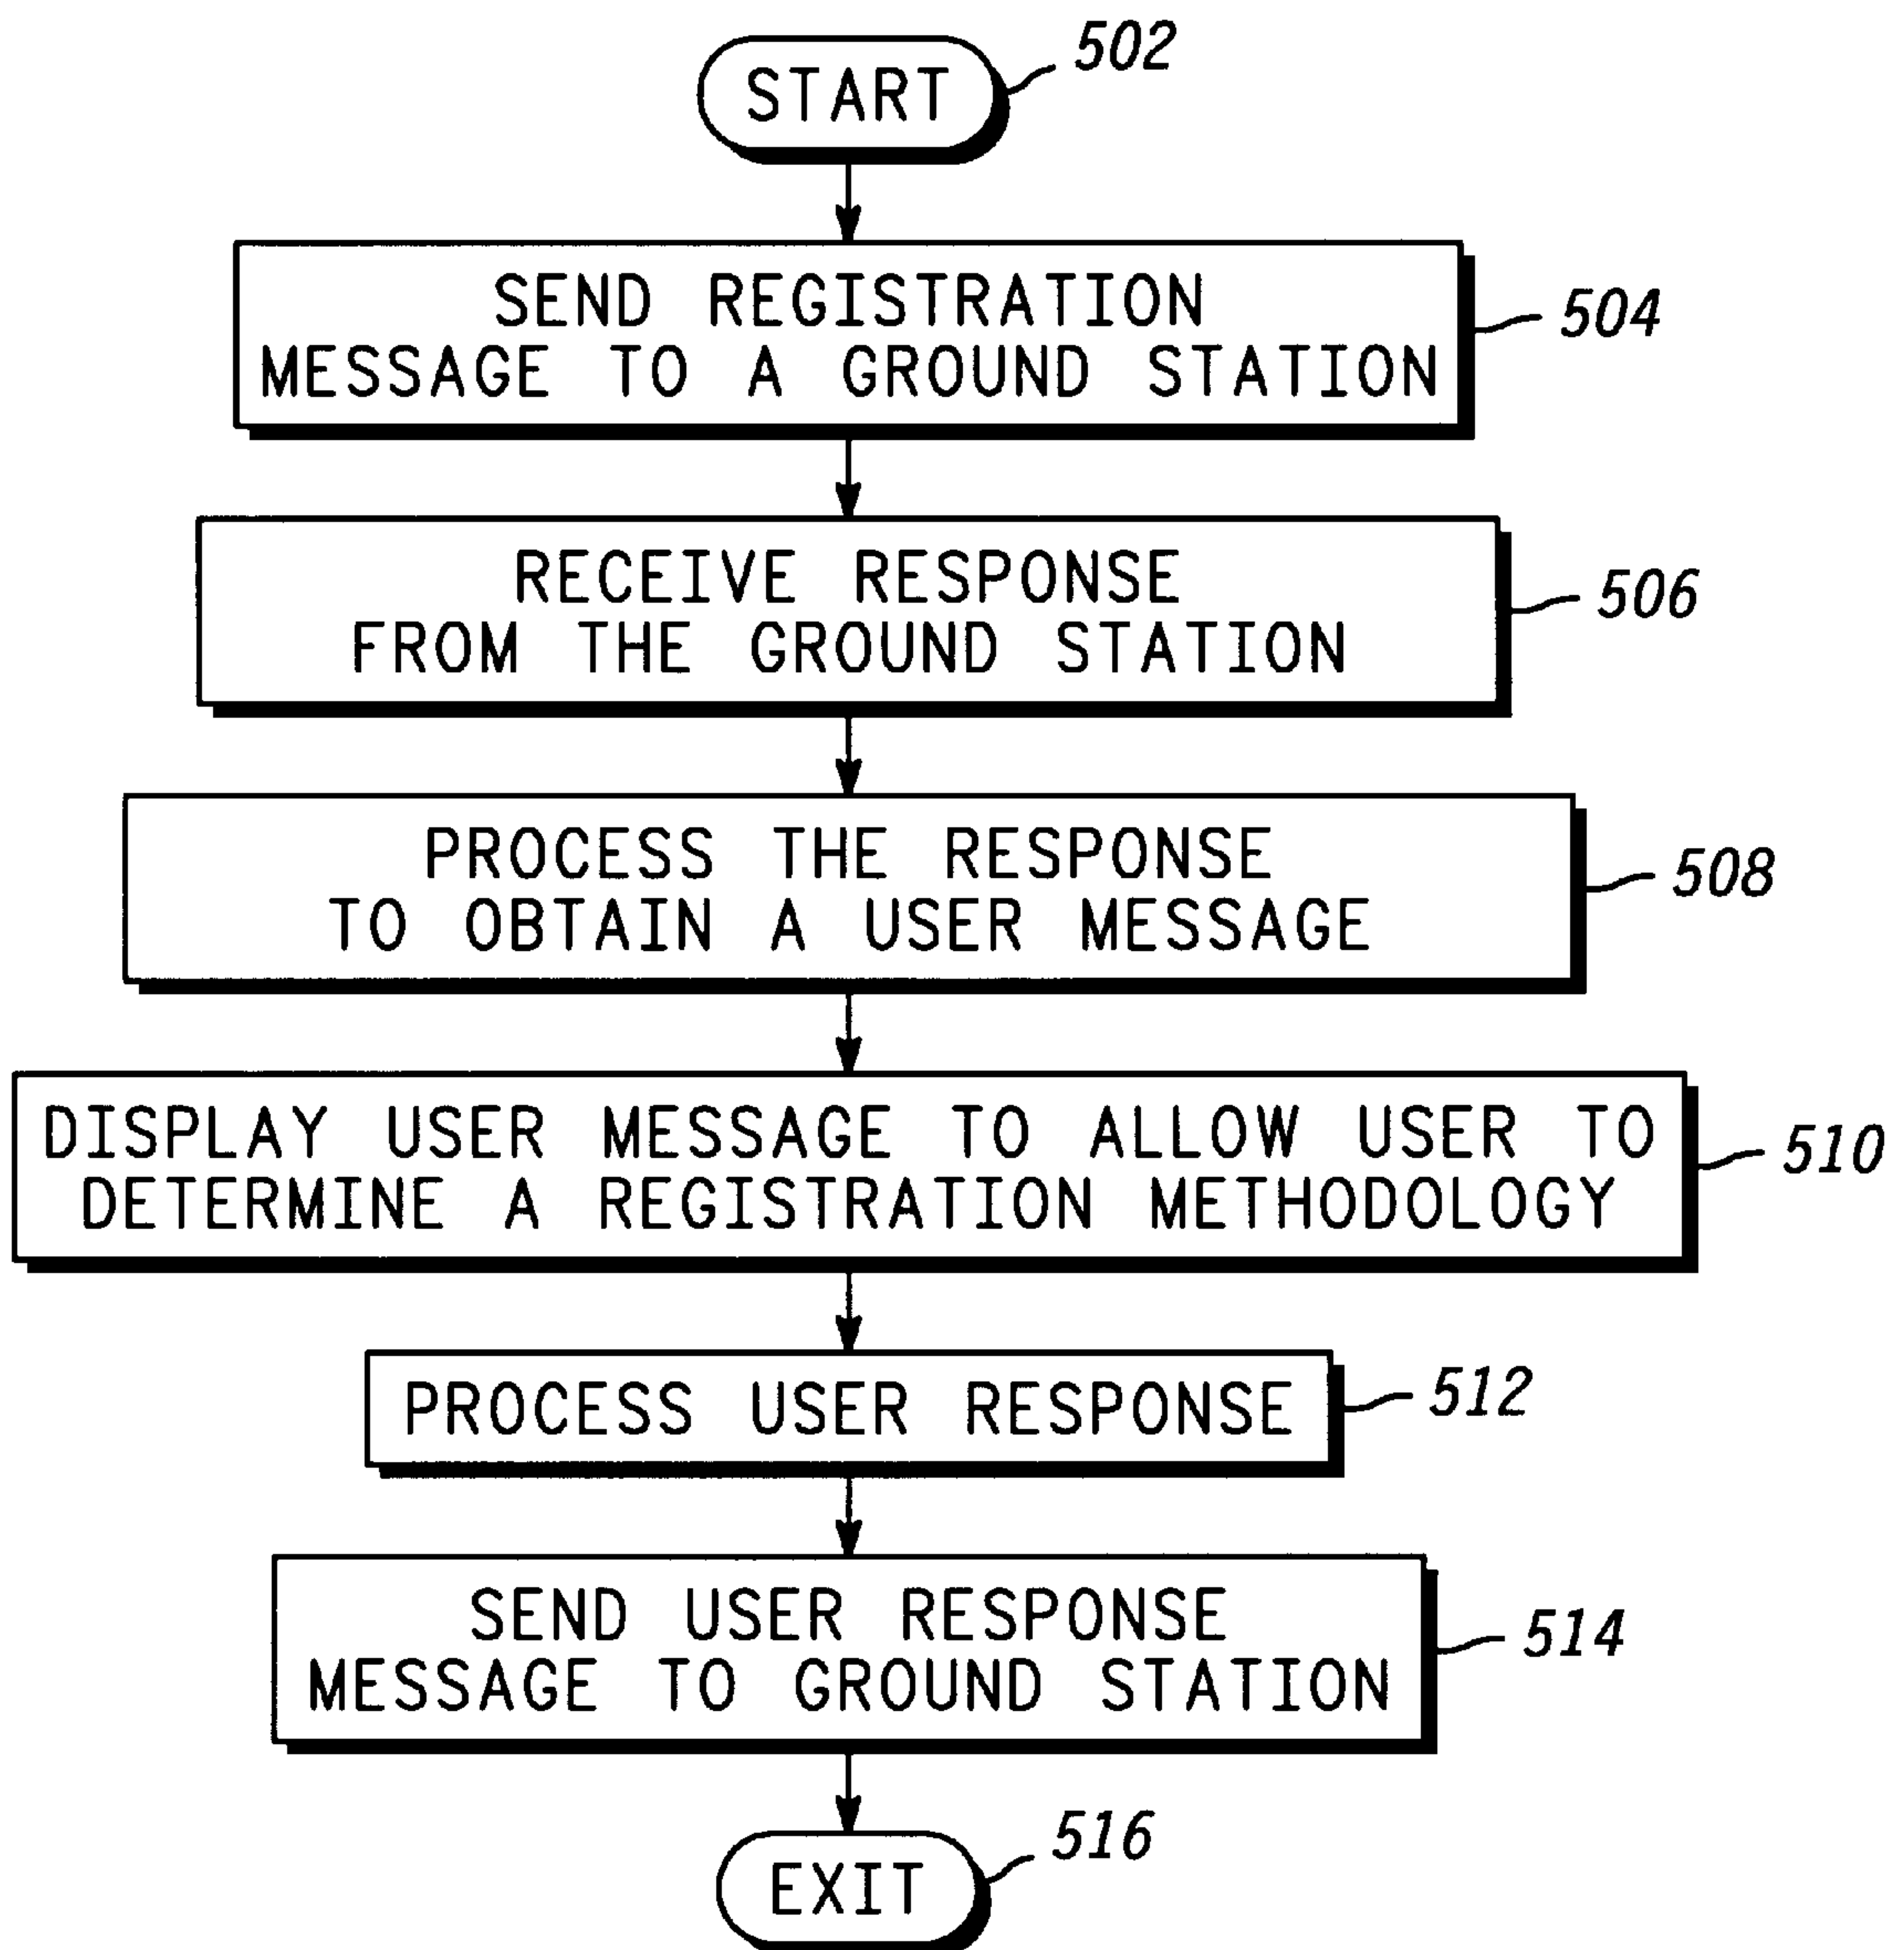 START
502
SEND REGISTRATION
MESSAGE TO A GROUND STATION
504
RECEIVE RESPONSE
FROM THE GROUND STATION
506
PROCESS THE RESPONSE
TO OBTAIN A USER MESSAGE
508
DISPLAY USER MESSAGE TO ALLOW USER TO
DETERMINE A REGISTRATION METHODOLOGY
510
PROCESS USER RESPONSE
512
SEND USER RESPONSE
MESSAGE TO GROUND STATION
514
EXIT
516